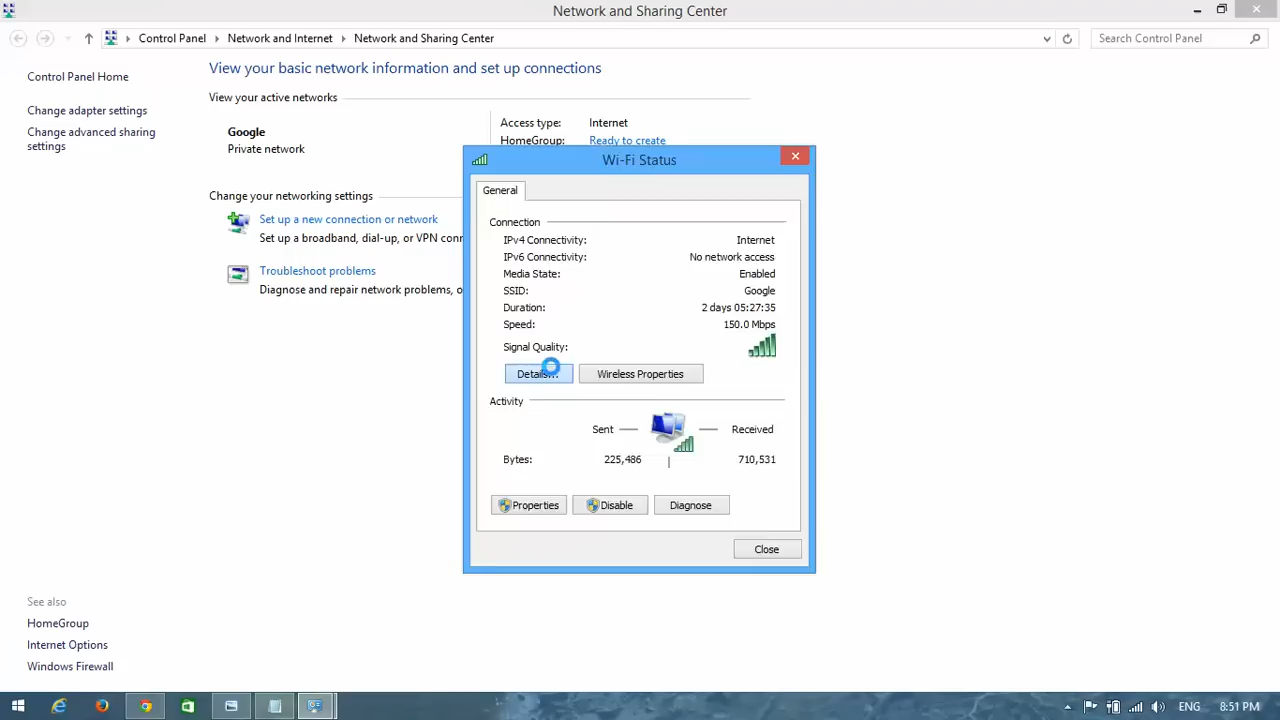 Network and Sharing Center
Control Panel Network and Internet Network and Sharing Center
Search Control Panel
Control Panel Home
Change adapter settings
Change advanced sharing
settings
View your basic network information and set up connections
View your active networks
Google
Private network
Access type: Internet
HomeGroup: Ready to create
Change your networking settings
Set up a new connection or network
Set up a broadband, dial-up, or VPN
Troubleshoot problems
Diagnose and repair network problems,
Wi-Fi Status
General
Connection
IPv4 Connectivity: Internet
IPv6 Connectivity: No network access
Media State: Enabled
SSID: Google
Duration: 2 days 05:27:35
Speed: 150.0 Mbps
Signal Quality:
Details... Wireless Properties
Activity
Sent Received
Bytes: 225,486 710,531
Properties Disable Diagnose
Close
See also
HomeGroup
Internet Options
Windows Firewall
ENG 8:51 PM